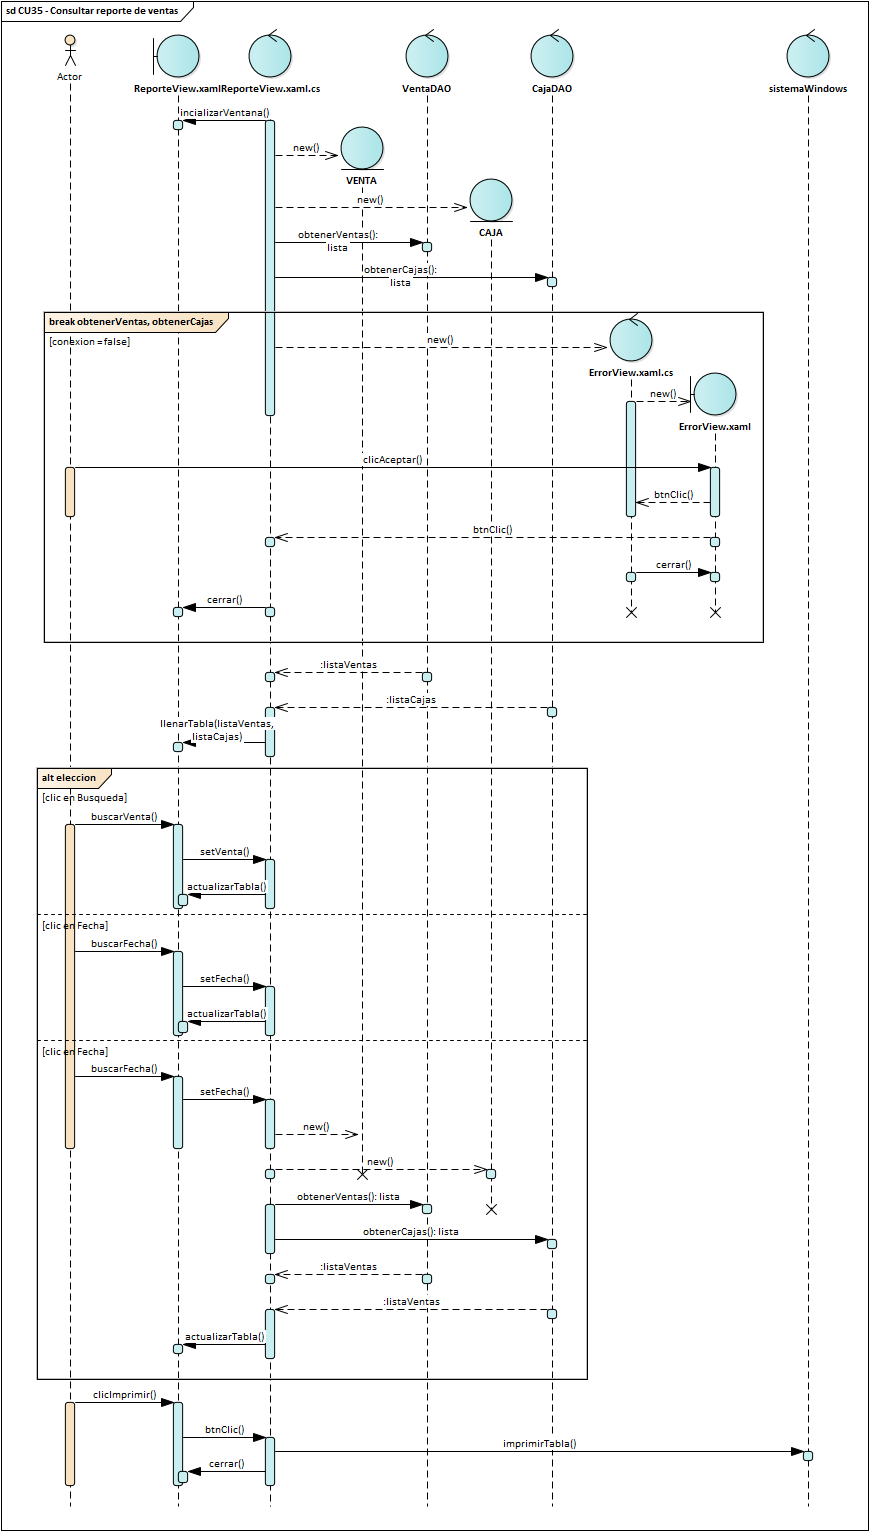 sd CU35 - Consultar reporte de ventas
Actor
ReporteView.xaml
ReporteView.xaml.cs
VentaDAO
CajaDAO
sistemaWindows
incializarVentana()
new()
VENTA
new()
CAJA
obtenerVentas():
lista
obtenerCajas():
lista
break obtenerVentas, obtenerCajas
[conexion = false]
new()
ErrorView.xaml.cs
new()
ErrorView.xaml
clicAceptar()
btnClic()
btnClic()
cerrar()
cerrar()
:listaVentas
:listaCajas
llenarTabla(listaVentas,
listaCajas)
alt eleccion
[clic en Busqueda]
buscarVenta()
setVenta()
actualizarTabla()
[clic en Fecha]
buscarFecha()
setFecha()
actualizarTabla()
[clic en Fecha]
buscarFecha()
setFecha()
new()
new()
obtenerVentas(): lista
obtenerCajas(): lista
:listaVentas
:listaVentas
actualizarTabla()
clicImprimir()
btnClic()
imprimirTabla()
cerrar()